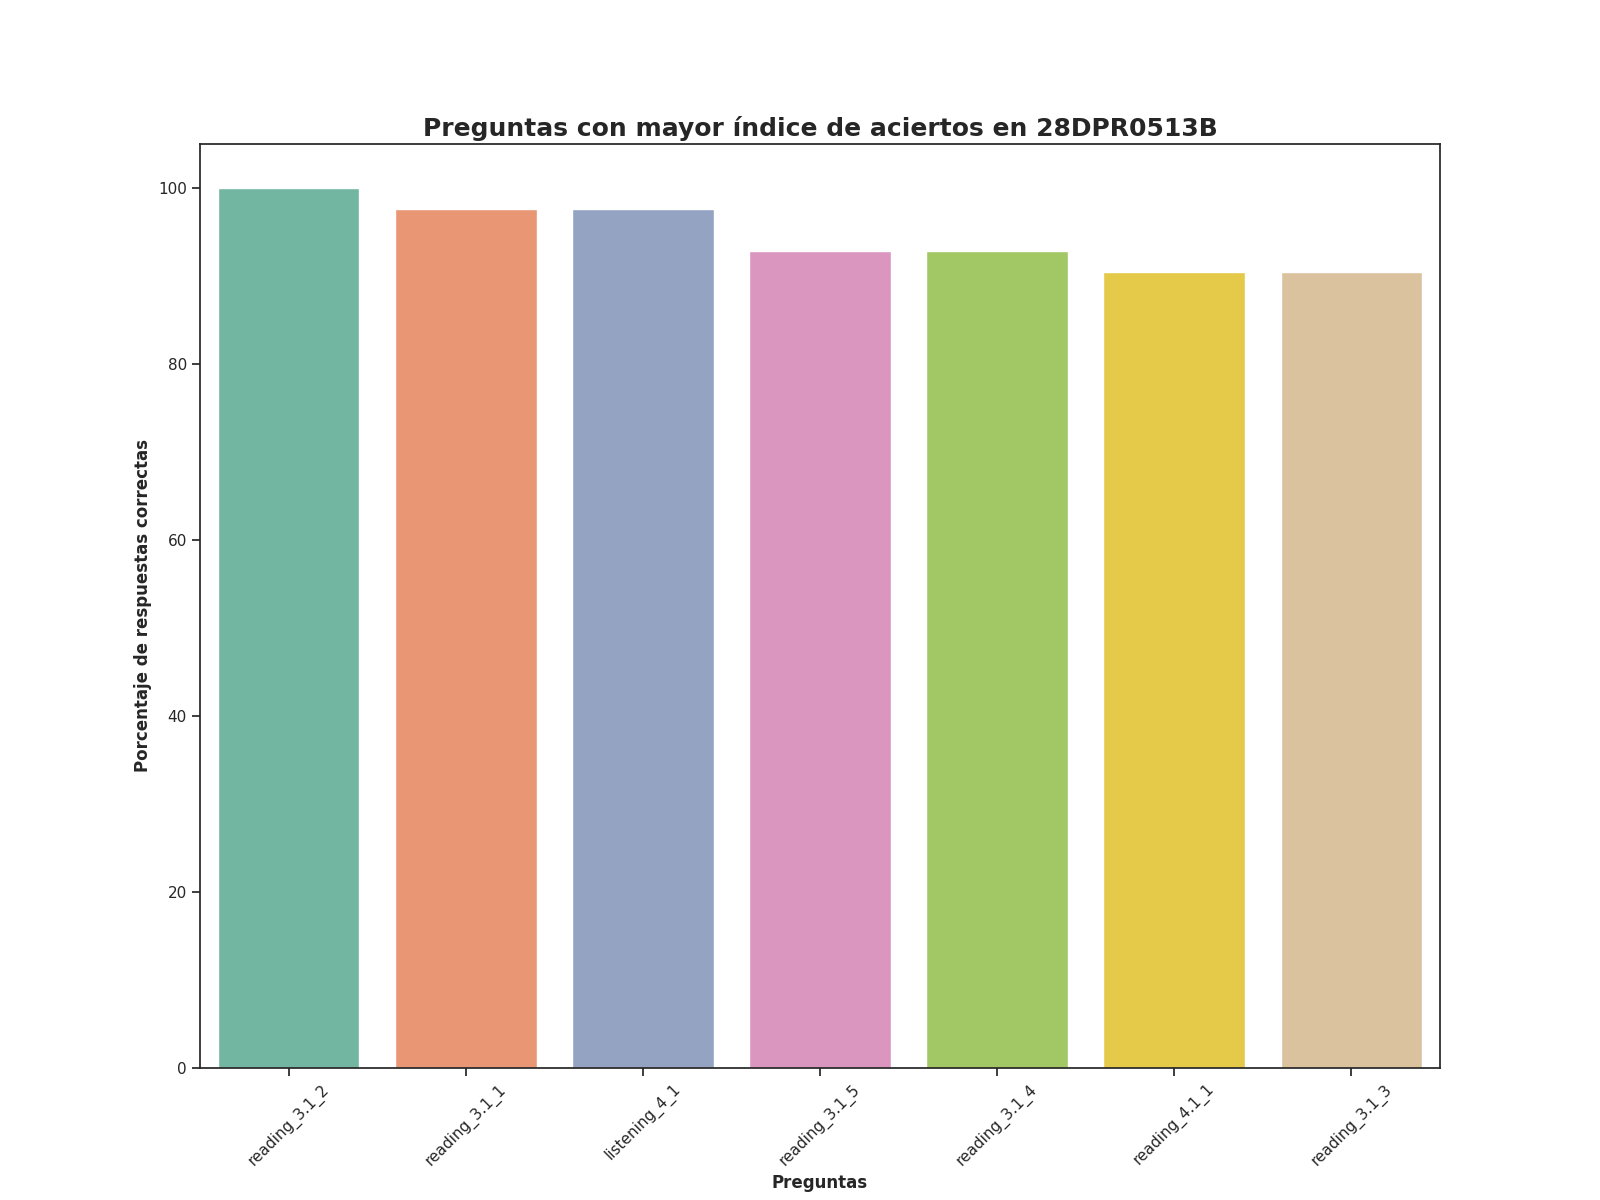 Preguntas con mayor índice de aciertos en 28DPR0513B
Porcentaje de respuestas correctas
100
80
60
40
20
0
reading_3.1_2
reading_3.1_1
listening_4_1
reading_3.1_5
reading_3.1_4
reading_4.1_1
reading_3.1_3
Preguntas